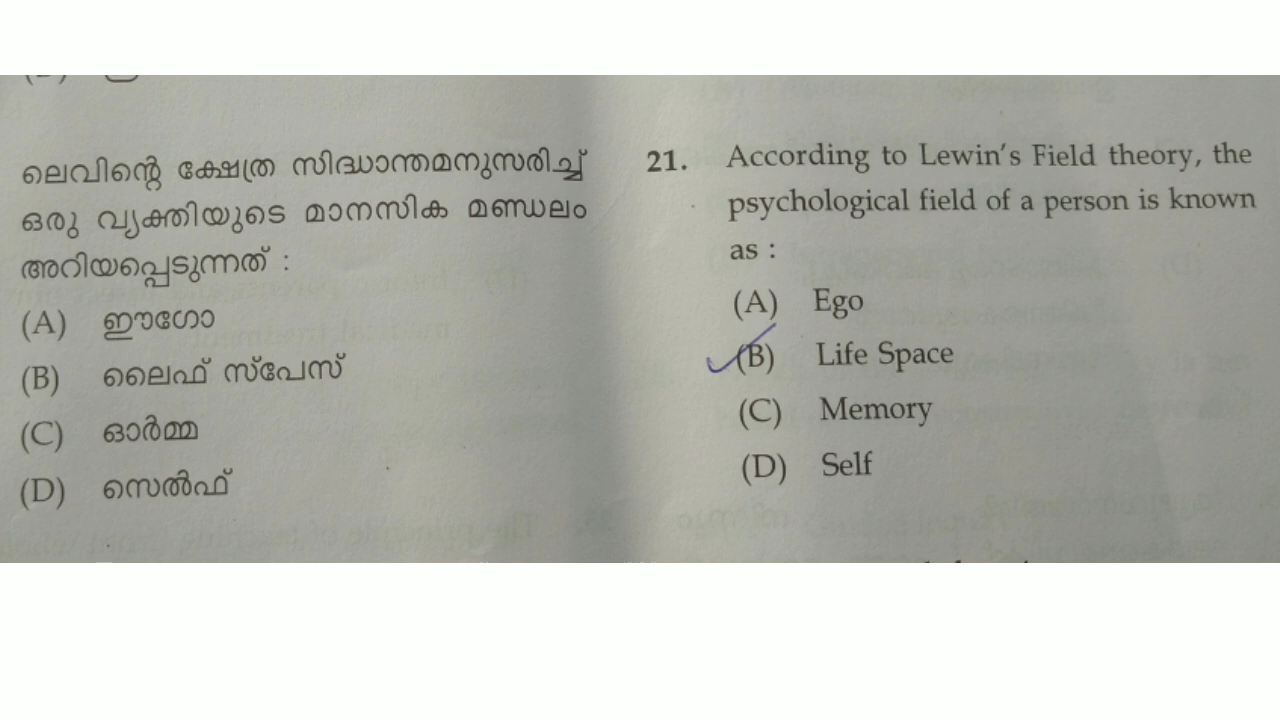 ലെവിന്റെ ക്ഷേത്ര സിദ്ധാന്തമനുസരിച്ച്
ഒരു വ്യക്തിയുടെ മാനസിക മണ്ഡലം
അറിയപ്പെടുന്നത് :
(A) ഈഗോ
(B) ലൈഫ് സ്പേസ്
(C) ഓർമ്മ
(D) സെൽഫ്
21. According to Lewin's Field theory, the
psychological field of a person is known
as :
(A) Ego
(B) Life Space
(C) Memory
(D) Self